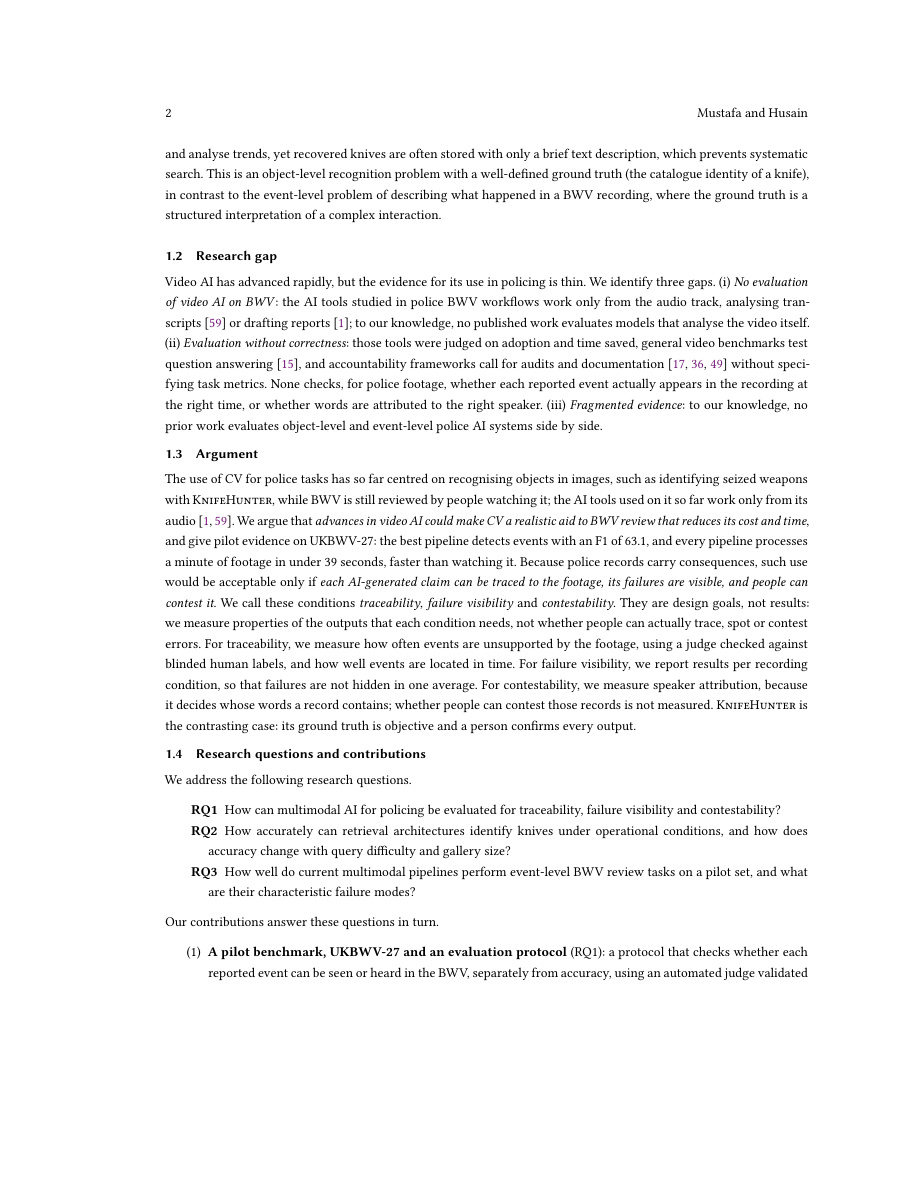 2
Mustafa and Husain
and analyse trends, yet recovered knives are often stored with only a brief text description, which prevents systematic
search. This is an object-level recognition problem with a well-defined ground truth (the catalogue identity of a knife),
in contrast to the event-level problem of describing what happened in a BWV recording, where the ground truth is a
structured interpretation of a complex interaction.
1.2 Research gap
Video AI has advanced rapidly, but the evidence for its use in policing is thin. We identify three gaps. (i) No evaluation
of video AI on BWV: the AI tools studied in police BWV workflows work only from the audio track, analysing tran-
scripts [59] or drafting reports [1]; to our knowledge, no published work evaluates models that analyse the video itself.
(ii) Evaluation without correctness: those tools were judged on adoption and time saved, general video benchmarks test
question answering [15], and accountability frameworks call for audits and documentation [17, 36, 49] without speci-
fying task metrics. None checks, for police footage, whether each reported event actually appears in the recording at
the right time, or whether words are attributed to the right speaker. (iii) Fragmented evidence: to our knowledge, no
prior work evaluates object-level and event-level police AI systems side by side.
1.3 Argument
The use of CV for police tasks has so far centred on recognising objects in images, such as identifying seized weapons
with KnifeHunter, while BWV is still reviewed by people watching it; the AI tools used on it so far work only from its
audio [1, 59]. We argue that advances in video AI could make CV a realistic aid to BWV review that reduces its cost and time,
and give pilot evidence on UKBWV-27: the best pipeline detects events with an F1 of 63.1, and every pipeline processes
a minute of footage in under 39 seconds, faster than watching it. Because police records carry consequences, such use
would be acceptable only if each AI-generated claim can be traced to the footage, its failures are visible, and people can
contest it. We call these conditions traceability, failure visibility and contestability. They are design goals, not results:
we measure properties of the outputs that each condition needs, not whether people can actually trace, spot or contest
errors. For traceability, we measure how often events are unsupported by the footage, using a judge checked against
blinded human labels, and how well events are located in time. For failure visibility, we report results per recording
condition, so that failures are not hidden in one average. For contestability, we measure speaker attribution, because
it decides whose words a record contains; whether people can contest those records is not measured. KnifeHunter is
the contrasting case: its ground truth is objective and a person confirms every output.
1.4 Research questions and contributions
We address the following research questions.
RQ1 How can multimodal AI for policing be evaluated for traceability, failure visibility and contestability?
RQ2 How accurately can retrieval architectures identify knives under operational conditions, and how does
accuracy change with query difficulty and gallery size?
RQ3 How well do current multimodal pipelines perform event-level BWV review tasks on a pilot set, and what
are their characteristic failure modes?
Our contributions answer these questions in turn.
(1) A pilot benchmark, UKBWV-27 and an evaluation protocol (RQ1): a protocol that checks whether each
reported event can be seen or heard in the BWV, separately from accuracy, using an automated judge validated